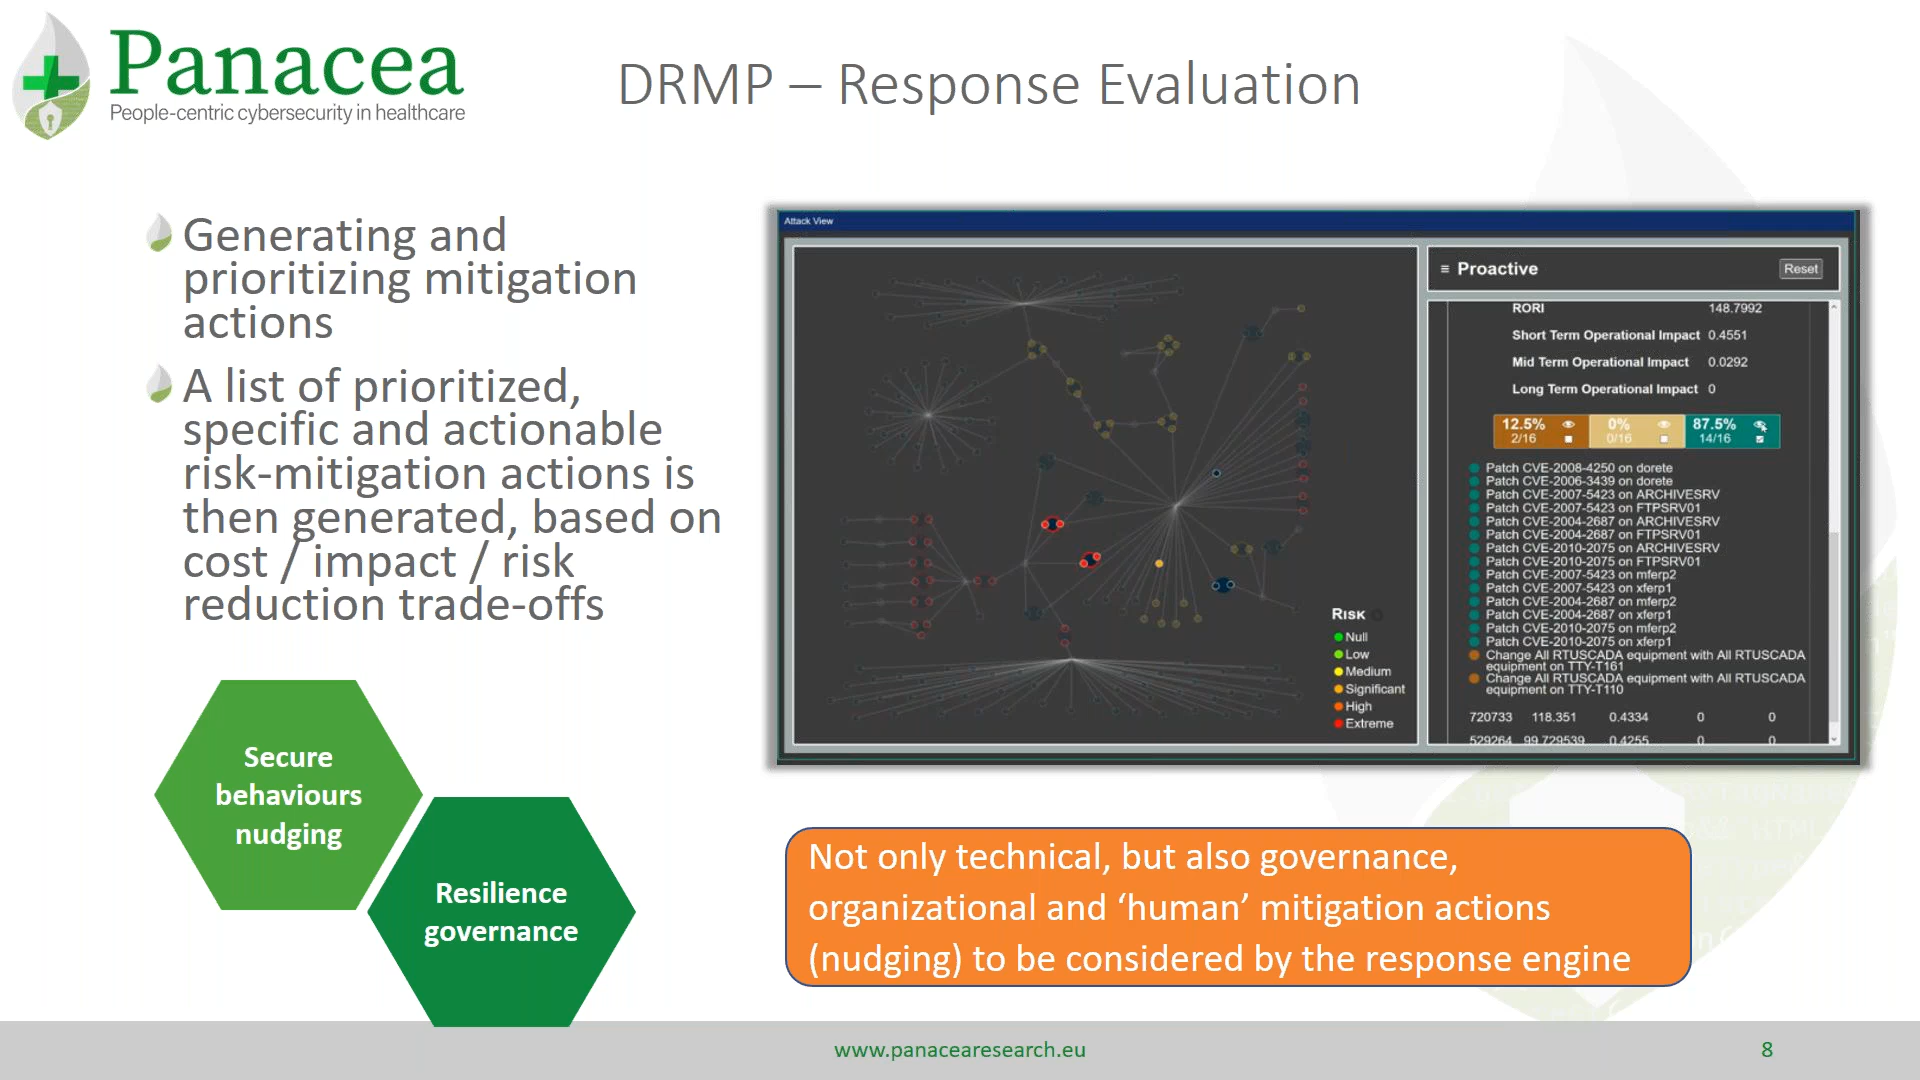 Panacea
People-centric cybersecurity in healthcare
DRMP – Response Evaluation
Generating and
prioritizing mitigation
actions
A list of prioritized,
specific and actionable
risk-mitigation actions is
then generated, based on
cost / impact / risk
reduction trade-offs
Secure
behaviours
nudging
Resilience
governance
Attack View
RISK
Null
Low
Medium
Significant
High
Extreme
≡ Proactive
Reset
RORI 148.7992
Short Term Operational Impact 0.4551
Mid Term Operational Impact 0.0292
Long Term Operational Impact 0
12.5% 0% 87.5%
2/16 0/16 14/16
Patch CVE-2008-4250 on dorete
Patch CVE-2006-3439 on dorete
Patch CVE-2007-5423 on ARCHIVESRV
Patch CVE-2007-5423 on FTPSRV01
Patch CVE-2004-2687 on ARCHIVESRV
Patch CVE-2004-2687 on FTPSRV01
Patch CVE-2010-2075 on ARCHIVESRV
Patch CVE-2010-2075 on FTPSRV01
Patch CVE-2007-5423 on mferp2
Patch CVE-2007-5423 on xferp1
Patch CVE-2004-2687 on mferp2
Patch CVE-2004-2687 on xferp1
Patch CVE-2010-2075 on mferp2
Patch CVE-2010-2075 on xferp1
Change All RTUSCADA equipment with All RTUSCADA
equipment on TTY-T161
Change All RTUSCADA equipment with All RTUSCADA
equipment on TTY-T110
720733 118.351 0.4334 0 0
529264 99.729539 0.4255 0 0
Not only technical, but also governance,
organizational and ‘human’ mitigation actions
(nudging) to be considered by the response engine
www.panacearesearch.eu
8